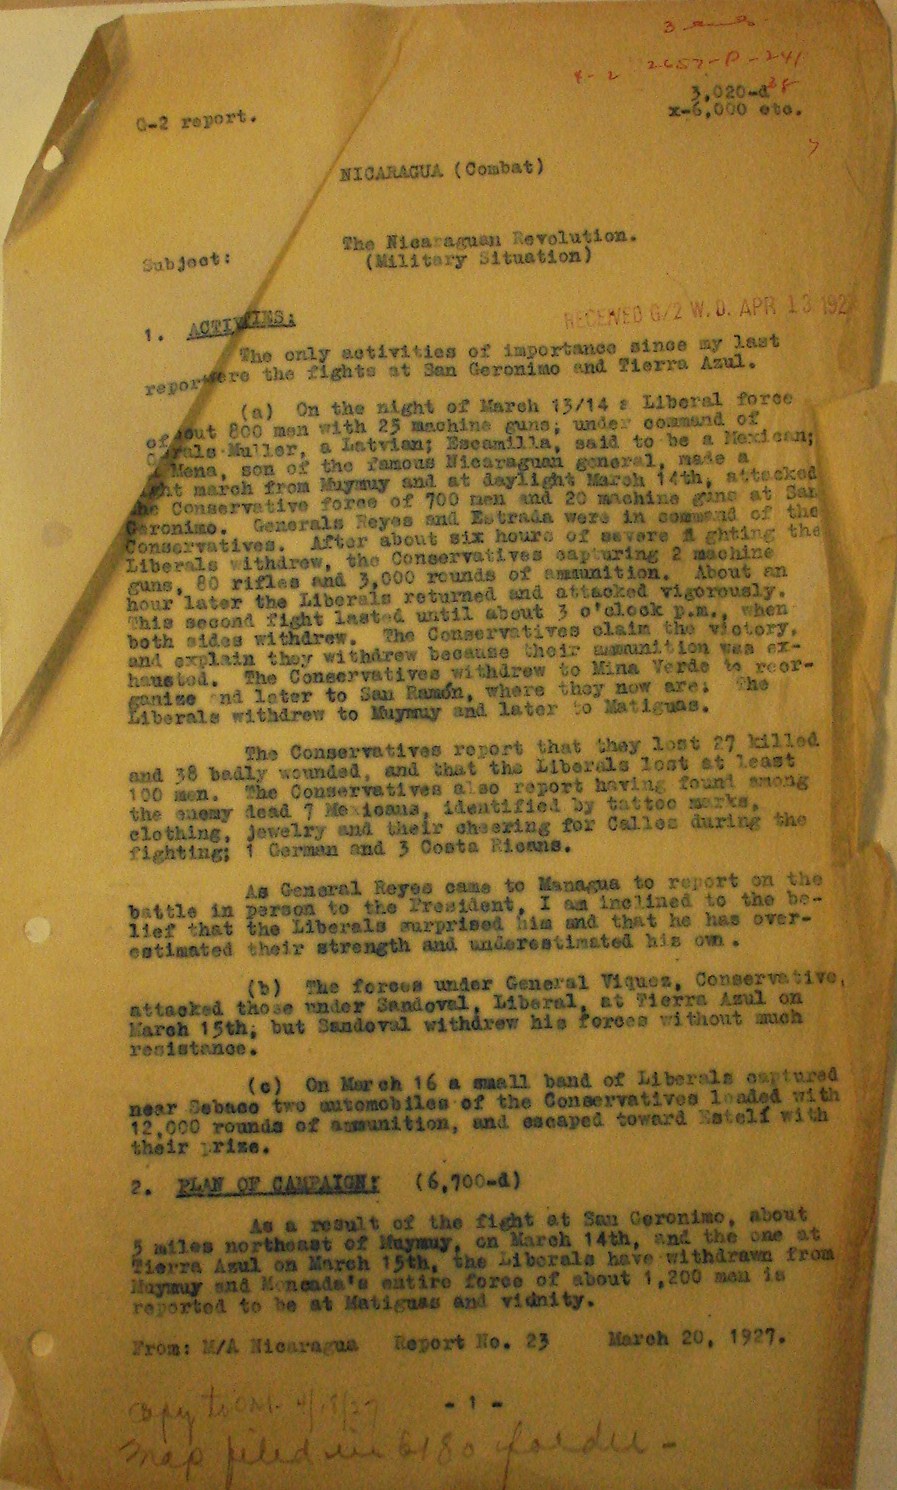 2657-P-241
G-2 report.
3,020-d
x-6,000 etc.
NICARAGUA (Combat)
Subject:
The Nicaraguan Revolution.
(Military Situation)
RECEIVED G/2 W. D. APR 13 192
1. ACTIVITIES:
The only activities of importance since my last
report were the fights at San Geronimo and Tierra Azul.
(a) On the night of March 13/14 a Liberal force
of about 800 men with 25 machine guns; under command of
Muller, a Latvian; Escamilla, said to be a Mexican;
Mena, son of the famous Nicaraguan general, made a
march from Muymuy and at daylight March 14th, attacked
the Conservative force of 700 men and 20 machine guns at San
Geronimo. Generals Reyes and Estrada were in command of the
Conservatives. After about six hours of severe fighting the
Liberals withdrew, the Conservatives capturing 2 machine
guns, 80 rifles and 3,000 rounds of ammunition. About an
hour later the Liberals returned and attacked vigorously.
This second fight lasted until about 3 o'clock p.m., when
both sides withdrew. The Conservatives claim the victory,
and explain they withdrew because their ammunition was ex-
hausted. The Conservatives withdrew to Mina Verde to reor-
ganize and later to San Ramón, where they now are. The
Liberals withdrew to Muymuy and later to Matiguas.
The Conservatives report that they lost 27 killed
and 38 badly wounded, and that the Liberals lost at least
100 men. The Conservatives also report having found among
the enemy dead 7 Mexicans, identified by tattoo marks,
clothing, jewelry and their cheering for Calles during the
fighting; 1 German and 3 Costa Ricans.
As General Reyes came to Managua to report on the
battle in person to the President, I am inclined to the be-
lief that the Liberals surprised him and that he has over-
estimated their strength and underestimated his own.
(b) The forces under General Viquez, Conservative,
attacked those under Sandoval, Liberal, at Tierra Azul on
March 15th; but Sandoval withdrew his forces without much
resistance.
(c) On March 16 a small band of Liberals captured
near Sebaco two automobiles of the Conservatives loaded with
12,000 rounds of ammunition, and escaped toward Estelí with
their prize.
2. PLAN OF CAMPAIGN: (6,700-d)
As a result of the fight at San Geronimo, about
5 miles northeast of Muymuy, on March 14th, and the one at
Tierra Azul on March 15th, the Liberals have withdrawn from
Muymuy and Moncada's entire force of about 1,200 men is
reported to be at Matiguas and vicinity.
From: M/A Nicaragua Report No. 23 March 20, 1927.
- 1 -
Copy to 4/18/27
Map filed in 6180 folder -